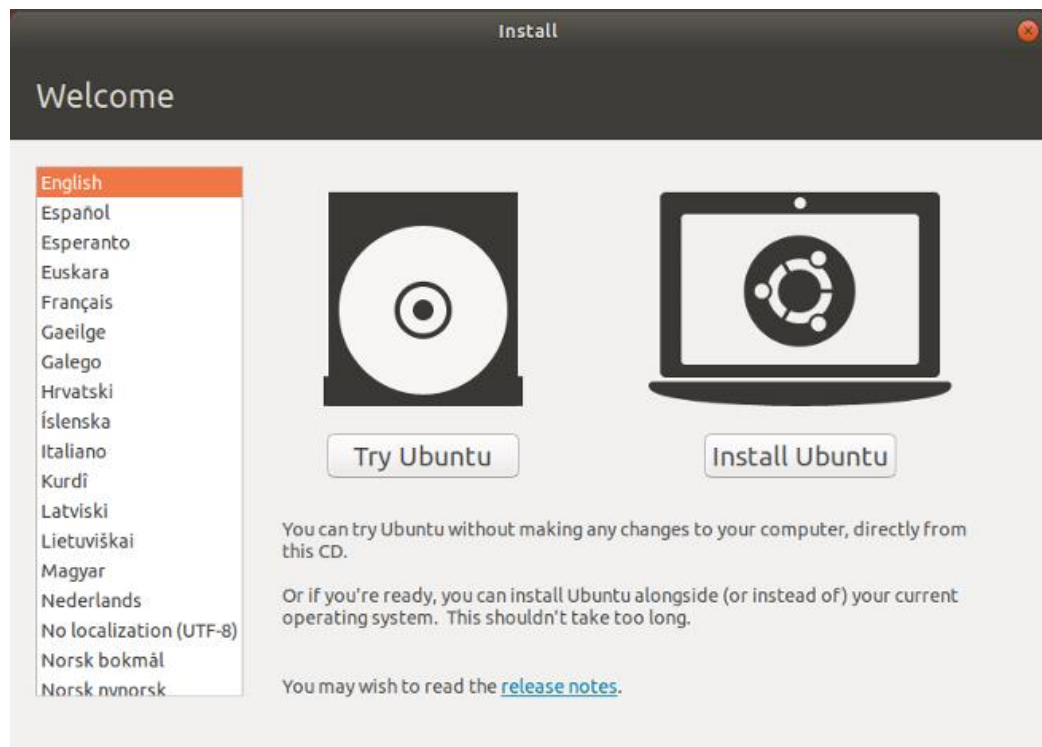 Install
Welcome
English
Español
Esperanto
Euskara
Français
Gaeilge
Galego
Hrvatski
Íslenska
Italiano
Kurdî
Latviski
Lietuviškai
Magyar
Nederlands
No localization (UTF-8)
Norsk bokmål
Norsk nynorsk
Try Ubuntu
Install Ubuntu
You can try Ubuntu without making any changes to your computer, directly from
this CD.
Or if you're ready, you can install Ubuntu alongside (or instead of) your current
operating system. This shouldn't take too long.
You may wish to read the release notes.